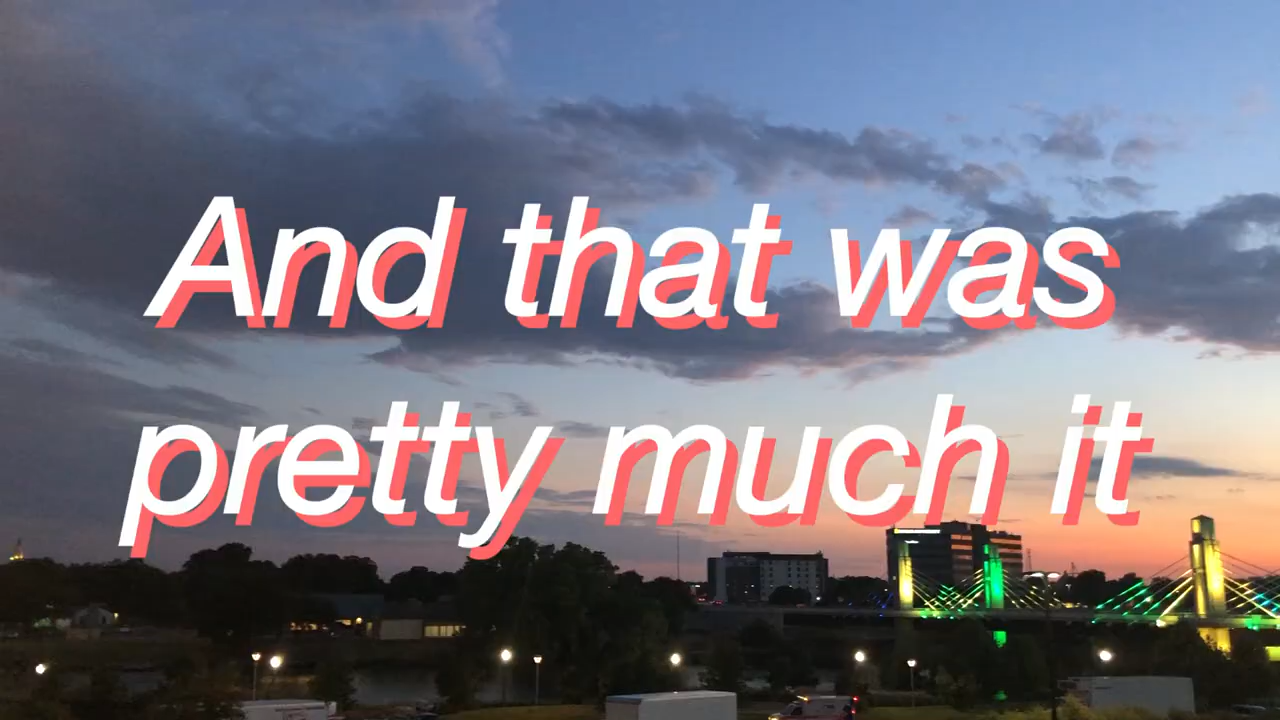 And that was
pretty much it